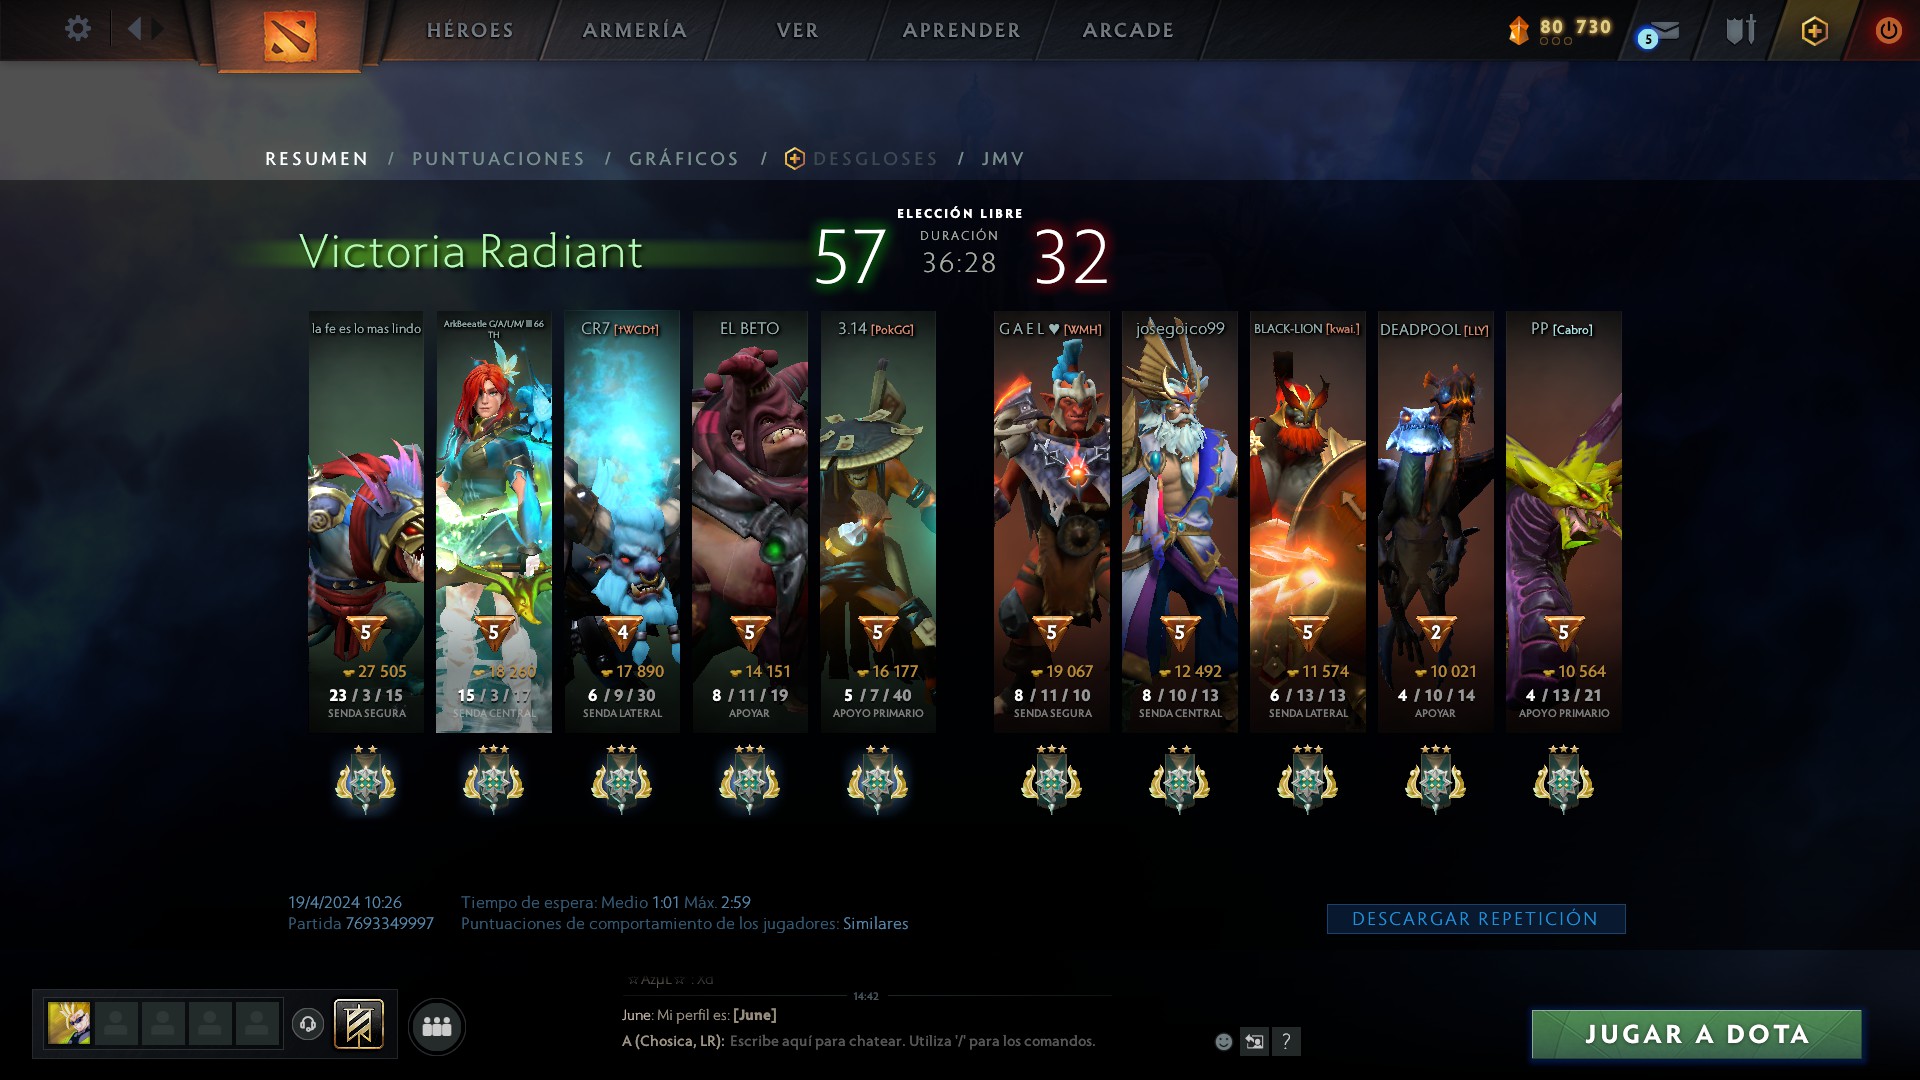 HÉROES
ARMERÍA
VER
APRENDER
ARCADE
80 730
5
RESUMEN / PUNTUACIONES / GRÁFICOS / DESGLOSES / JMV
ELECCIÓN LIBRE
Victoria Radiant
57
DURACIÓN
36:28
32
la fe es lo mas lindo
5
27 505
23 / 3 / 15
SENDA SEGURA
ArkBeeatle G/A/L/M/ III 66
TH
5
18 260
15 / 3 / 17
SENDA CENTRAL
CR7 [†WCD†]
4
17 890
6 / 9 / 30
SENDA LATERAL
EL BETO
5
14 151
8 / 11 / 19
APOYAR
3.14 [PokGG]
5
16 177
5 / 7 / 40
APOYO PRIMARIO
G A E L ♥ [WMH]
5
19 067
8 / 11 / 10
SENDA SEGURA
josegoico99
5
12 492
8 / 10 / 13
SENDA CENTRAL
BLACK-LION [kwai.]
5
11 574
6 / 13 / 13
SENDA LATERAL
DEADPOOL [LLY]
2
10 021
4 / 10 / 14
APOYAR
PP [Cabro]
5
10 564
4 / 13 / 21
APOYO PRIMARIO
19/4/2024 10:26
Tiempo de espera: Medio 1:01 Máx. 2:59
Partida 7693349997
Puntuaciones de comportamiento de los jugadores: Similares
DESCARGAR REPETICIÓN
☆AzμL☆ : Xd
14:42
June: Mi perfil es: [June]
A (Chosica, LR): Escribe aquí para chatear. Utiliza '/' para los comandos.
?
JUGAR A DOTA